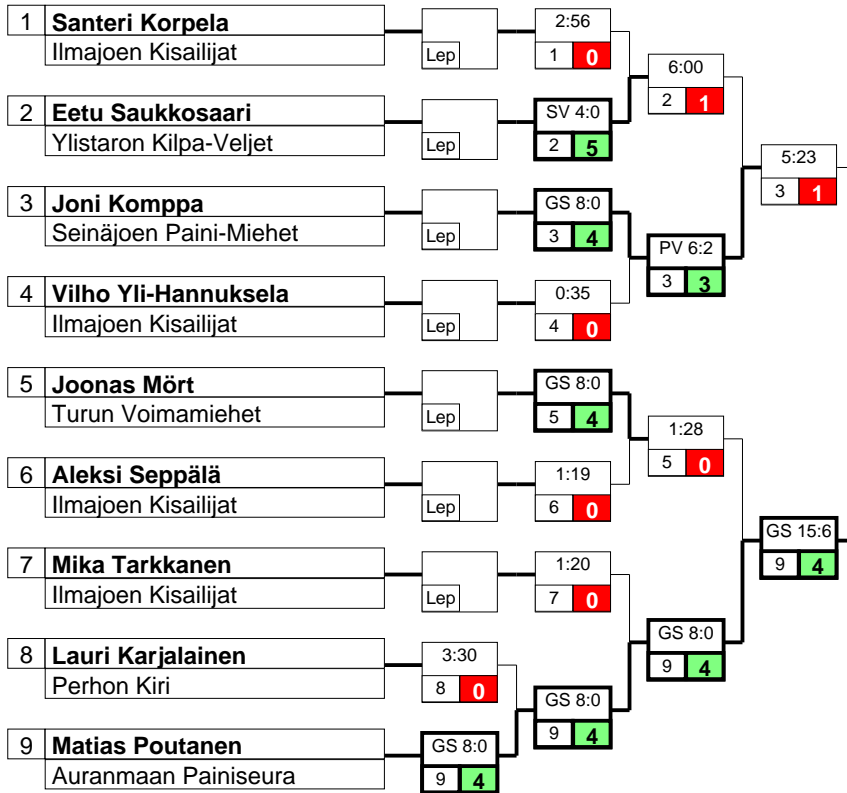 1 Santeri Korpela
Ilmajoen Kisailijat
Lep
2:56
1 0
6:00
2 1
2 Eetu Saukkosaari
Ylistaron Kilpa-Veljet
Lep
SV 4:0
2 5
5:23
3 1
3 Joni Komppa
Seinäjoen Paini-Miehet
Lep
GS 8:0
3 4
PV 6:2
3 3
4 Vilho Yli-Hannuksela
Ilmajoen Kisailijat
Lep
0:35
4 0
5 Joonas Mört
Turun Voimamiehet
Lep
GS 8:0
5 4
1:28
5 0
6 Aleksi Seppälä
Ilmajoen Kisailijat
Lep
1:19
6 0
GS 15:6
9 4
7 Mika Tarkkanen
Ilmajoen Kisailijat
Lep
1:20
7 0
GS 8:0
9 4
8 Lauri Karjalainen
Perhon Kiri
3:30
8 0
GS 8:0
9 4
9 Matias Poutanen
Auranmaan Painiseura
GS 8:0
9 4